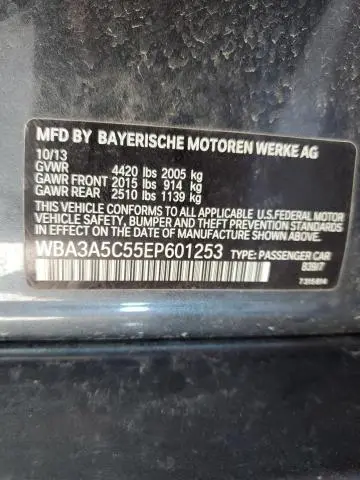 MFD BY BAYERISCHE MOTOREN WERKE AG
10/13
GVWR 4420 lbs 2005 kg
GAWR FRONT 2015 lbs 914 kg
GAWR REAR 2510 lbs 1139 kg
THIS VEHICLE CONFORMS TO ALL APPLICABLE U.S. FEDERAL MOTOR
VEHICLE SAFETY, BUMPER, AND THEFT PREVENTION STANDARDS
IN EFFECT ON THE DATE OF MANUFACTURE SHOWN ABOVE.
WBA3A5C55EP601253 TYPE: PASSENGER CAR
7315814